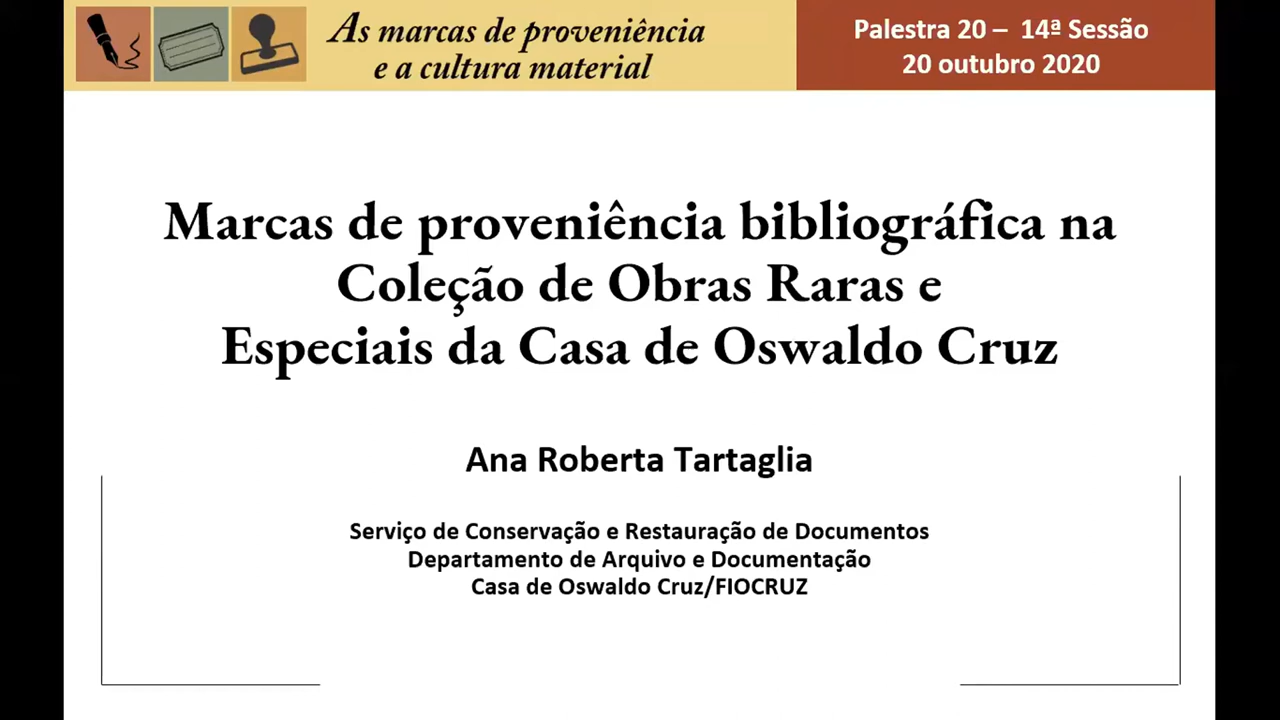 As marcas de proveniência
e a cultura material
Palestra 20 – 14ª Sessão
20 outubro 2020
Marcas de proveniência bibliográfica na
Coleção de Obras Raras e
Especiais da Casa de Oswaldo Cruz
Ana Roberta Tartaglia
Serviço de Conservação e Restauração de Documentos
Departamento de Arquivo e Documentação
Casa de Oswaldo Cruz/FIOCRUZ